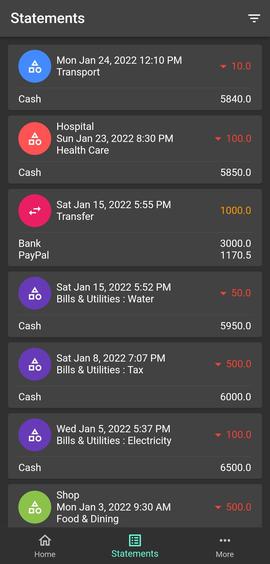 Statements
Mon Jan 24, 2022 12:10 PM
Transport
10.0
Cash 5840.0
Hospital
Sun Jan 23, 2022 8:30 PM
Health Care
100.0
Cash 5850.0
Sat Jan 15, 2022 5:55 PM
Transfer
1000.0
Bank 3000.0
PayPal 1170.5
Sat Jan 15, 2022 5:52 PM
Bills & Utilities : Water
50.0
Cash 5950.0
Sat Jan 8, 2022 7:07 PM
Bills & Utilities : Tax
500.0
Cash 6000.0
Wed Jan 5, 2022 5:37 PM
Bills & Utilities : Electricity
100.0
Cash 6500.0
Shop
Mon Jan 3, 2022 9:30 AM
Food & Dining
500.0
Home Statements More